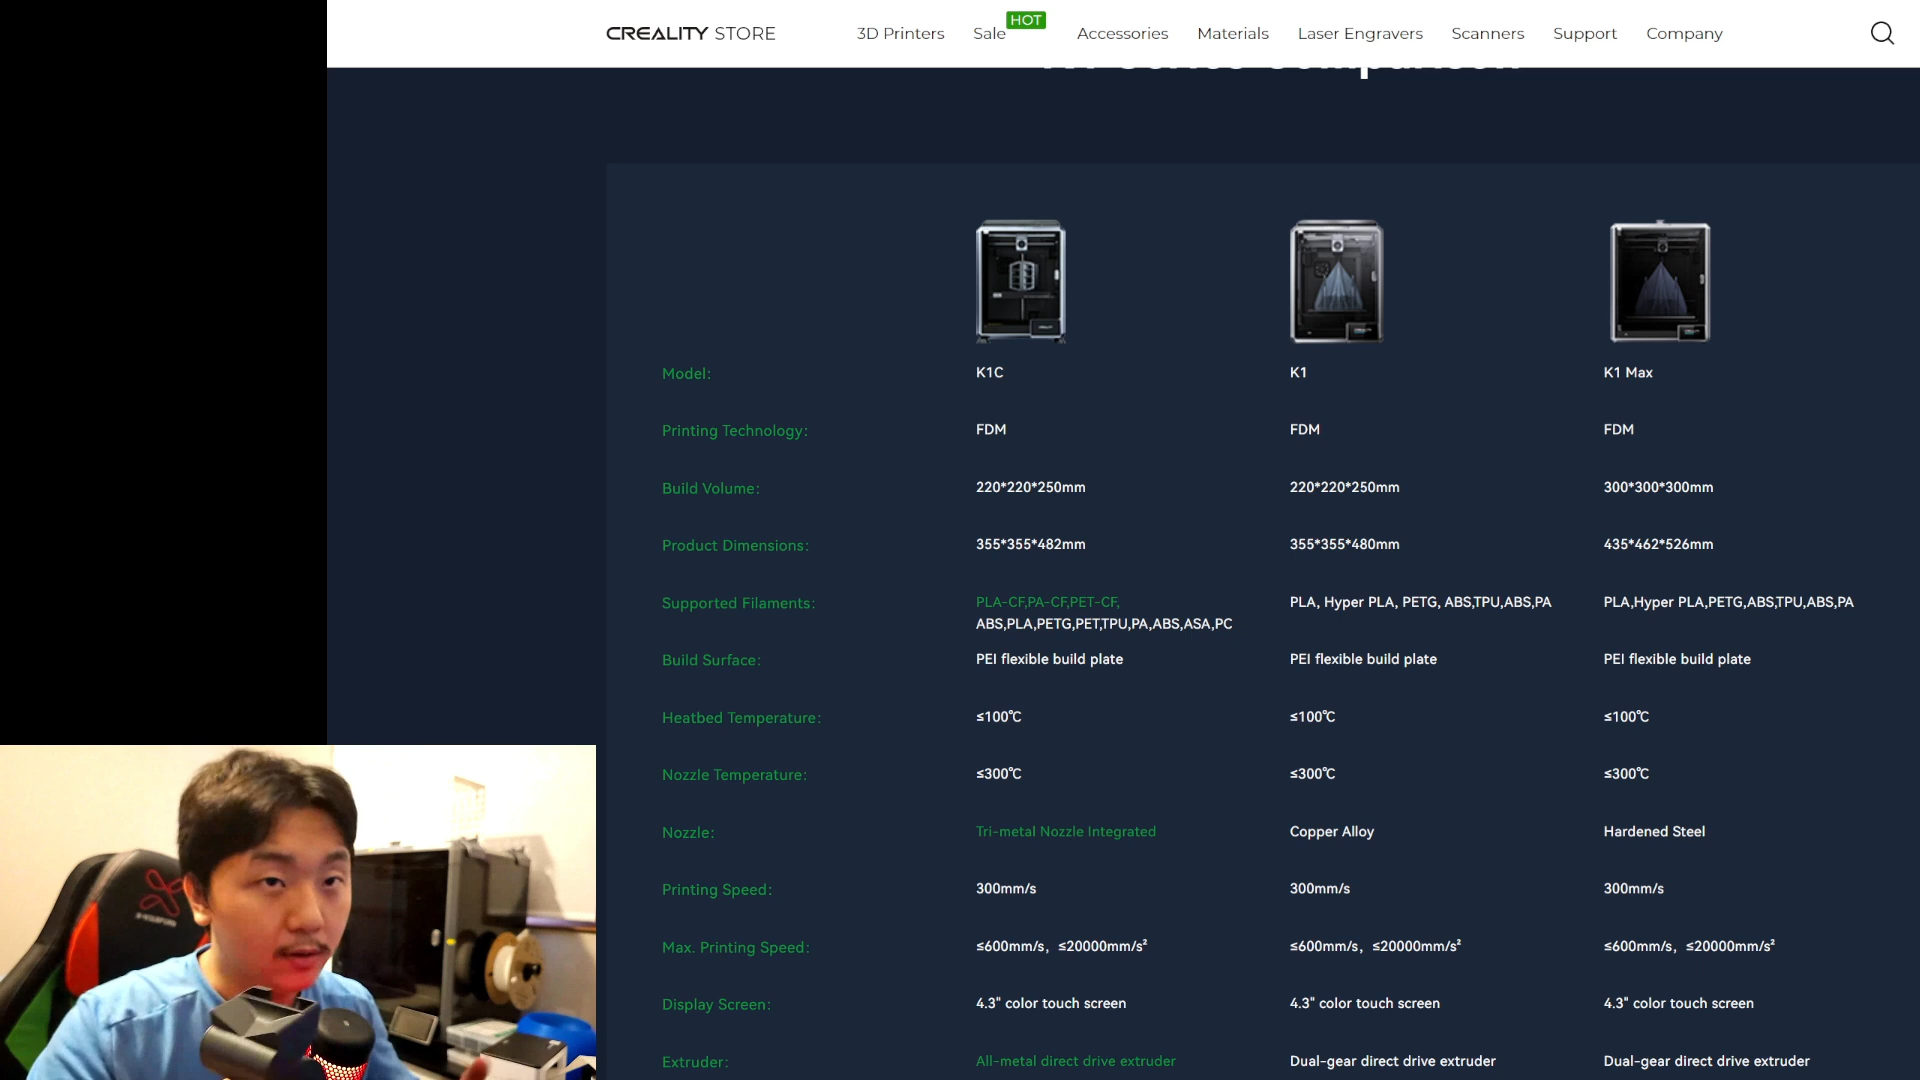 CREALITY STORE
3D Printers
Sale
HOT
Accessories
Materials
Laser Engravers
Scanners
Support
Company
K1 Series Comparison
Model:
K1C
K1
K1 Max
Printing Technology:
FDM
FDM
FDM
Build Volume:
220*220*250mm
220*220*250mm
300*300*300mm
Product Dimensions:
355*355*482mm
355*355*480mm
435*462*526mm
Supported Filaments:
PLA-CF,PA-CF,PET-CF,
ABS,PLA,PETG,PET,TPU,PA,ABS,ASA,PC
PLA, Hyper PLA, PETG, ABS,TPU,ABS,PA
PLA,Hyper PLA,PETG,ABS,TPU,ABS,PA
Build Surface:
PEI flexible build plate
PEI flexible build plate
PEI flexible build plate
Heatbed Temperature:
≤100℃
≤100℃
≤100℃
Nozzle Temperature:
≤300℃
≤300℃
≤300℃
Nozzle:
Tri-metal Nozzle Integrated
Copper Alloy
Hardened Steel
Printing Speed:
300mm/s
300mm/s
300mm/s
Max. Printing Speed:
≤600mm/s, ≤20000mm/s²
≤600mm/s, ≤20000mm/s²
≤600mm/s, ≤20000mm/s²
Display Screen:
4.3" color touch screen
4.3" color touch screen
4.3" color touch screen
Extruder:
All-metal direct drive extruder
Dual-gear direct drive extruder
Dual-gear direct drive extruder